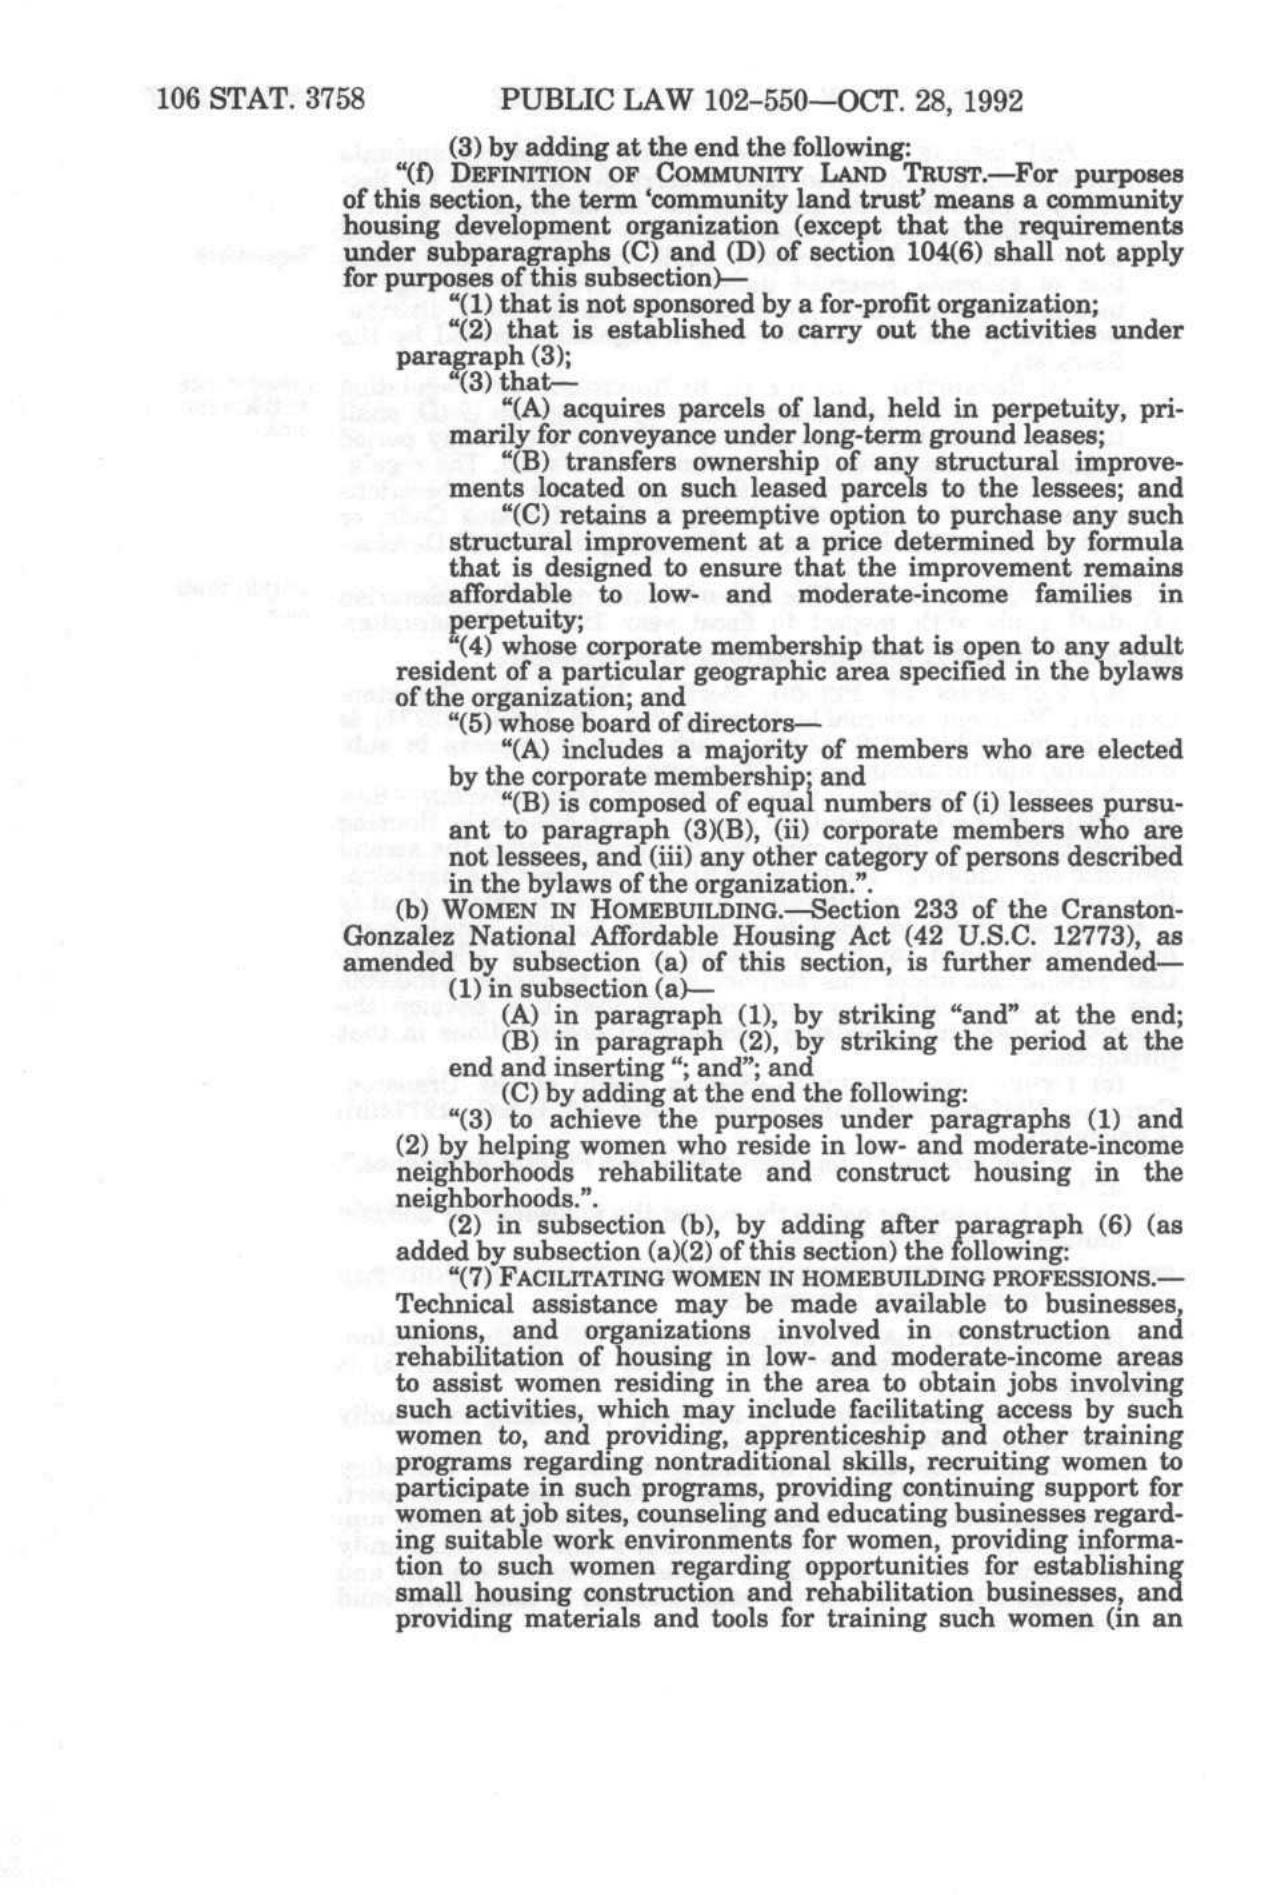 106 STAT. 3758 PUBLIC LAW 102-550—OCT. 28, 1992
(3) by adding at the end the following:
“(f) DEFINITION OF COMMUNITY LAND TRUST.—For purposes
of this section, the term ‘community land trust’ means a community
housing development organization (except that the requirements
under subparagraphs (C) and (D) of section 104(6) shall not apply
for purposes of this subsection)—
“(1) that is not sponsored by a for-profit organization;
“(2) that is established to carry out the activities under
paragraph (3);
“(3) that—
“(A) acquires parcels of land, held in perpetuity, pri-
marily for conveyance under long-term ground leases;
“(B) transfers ownership of any structural improve-
ments located on such leased parcels to the lessees; and
“(C) retains a preemptive option to purchase any such
structural improvement at a price determined by formula
that is designed to ensure that the improvement remains
affordable to low- and moderate-income families in
perpetuity;
“(4) whose corporate membership that is open to any adult
resident of a particular geographic area specified in the bylaws
of the organization; and
“(5) whose board of directors—
“(A) includes a majority of members who are elected
by the corporate membership; and
“(B) is composed of equal numbers of (i) lessees pursu-
ant to paragraph (3)(B), (ii) corporate members who are
not lessees, and (iii) any other category of persons described
in the bylaws of the organization.”.
(b) WOMEN IN HOMEBUILDING.—Section 233 of the Cranston-
Gonzalez National Affordable Housing Act (42 U.S.C. 12773), as
amended by subsection (a) of this section, is further amended—
(1) in subsection (a)—
(A) in paragraph (1), by striking “and” at the end;
(B) in paragraph (2), by striking the period at the
end and inserting “; and”; and
(C) by adding at the end the following:
“(3) to achieve the purposes under paragraphs (1) and
(2) by helping women who reside in low- and moderate-income
neighborhoods rehabilitate and construct housing in the
neighborhoods.”.
(2) in subsection (b), by adding after paragraph (6) (as
added by subsection (a)(2) of this section) the following:
“(7) FACILITATING WOMEN IN HOMEBUILDING PROFESSIONS.—
Technical assistance may be made available to businesses,
unions, and organizations involved in construction and
rehabilitation of housing in low- and moderate-income areas
to assist women residing in the area to obtain jobs involving
such activities, which may include facilitating access by such
women to, and providing, apprenticeship and other training
programs regarding nontraditional skills, recruiting women to
participate in such programs, providing continuing support for
women at job sites, counseling and educating businesses regard-
ing suitable work environments for women, providing informa-
tion to such women regarding opportunities for establishing
small housing construction and rehabilitation businesses, and
providing materials and tools for training such women (in an